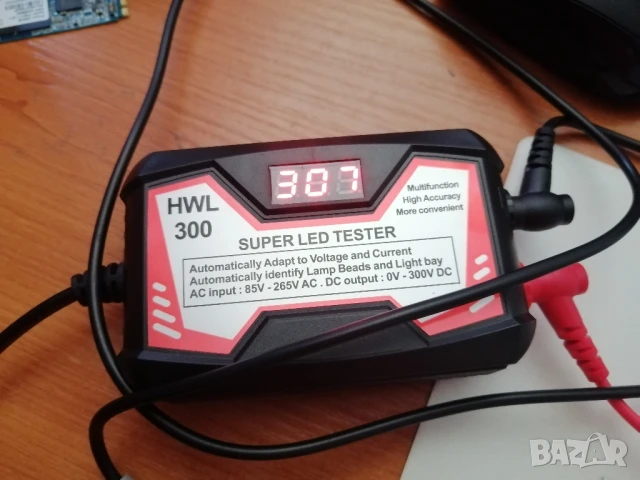 307
HWL
300
Multifunction
High Accuracy
More convenient
SUPER LED TESTER
Automatically Adapt to Voltage and Current
Automatically identify Lamp Beads and Light bay
AC input : 85V - 265V AC . DC output : 0V - 300V DC
BAZAR